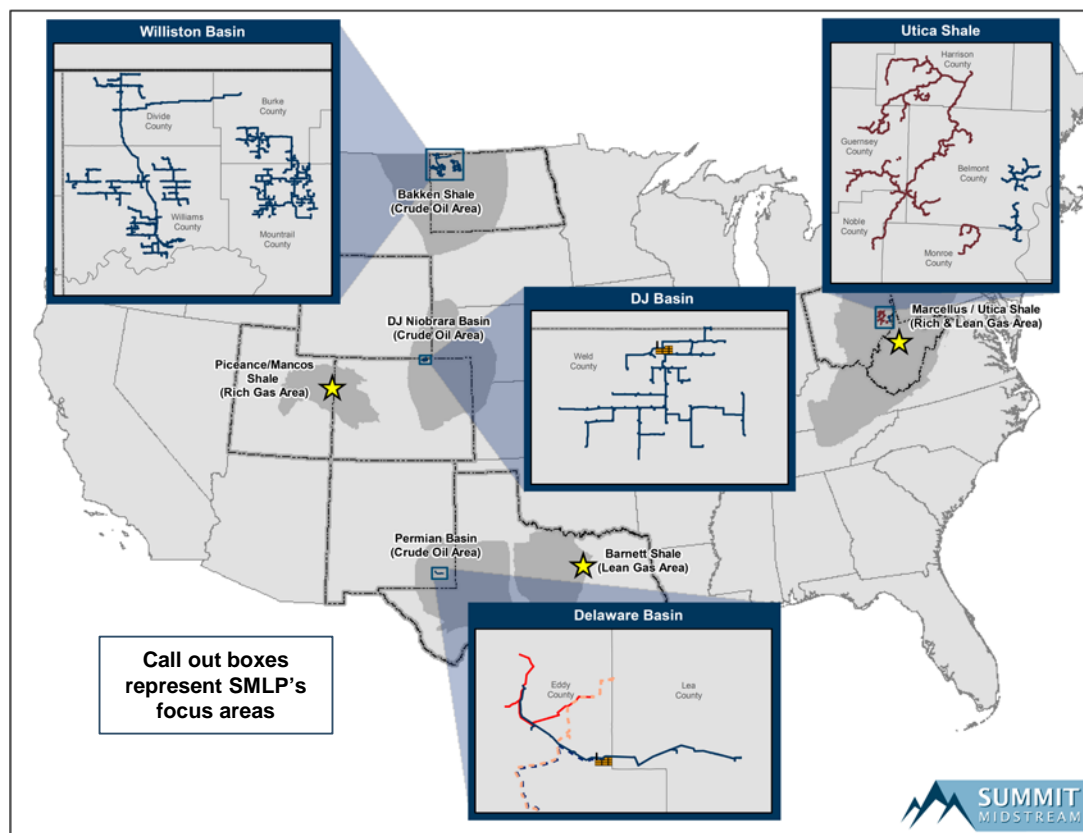 Williston Basin
Divide
County
Burke
County
Williams
County
Mountrail
County
Utica Shale
Harrison
County
Guernsey
County
Belmont
County
Noble
County
Monroe
County
Bakken Shale
(Crude Oil Area)
DJ Basin
Weld
County
DJ Niobrara Basin
(Crude Oil Area)
Marcellus / Utica Shale
(Rich & Lean Gas Area)
Piceance/Mancos
Shale
(Rich Gas Area)
Permian Basin
(Crude Oil Area)
Barnett Shale
(Lean Gas Area)
Delaware Basin
Eddy
County
Lea
County
Call out boxes
represent SMLP's
focus areas
SUMMIT
MIDSTREAM